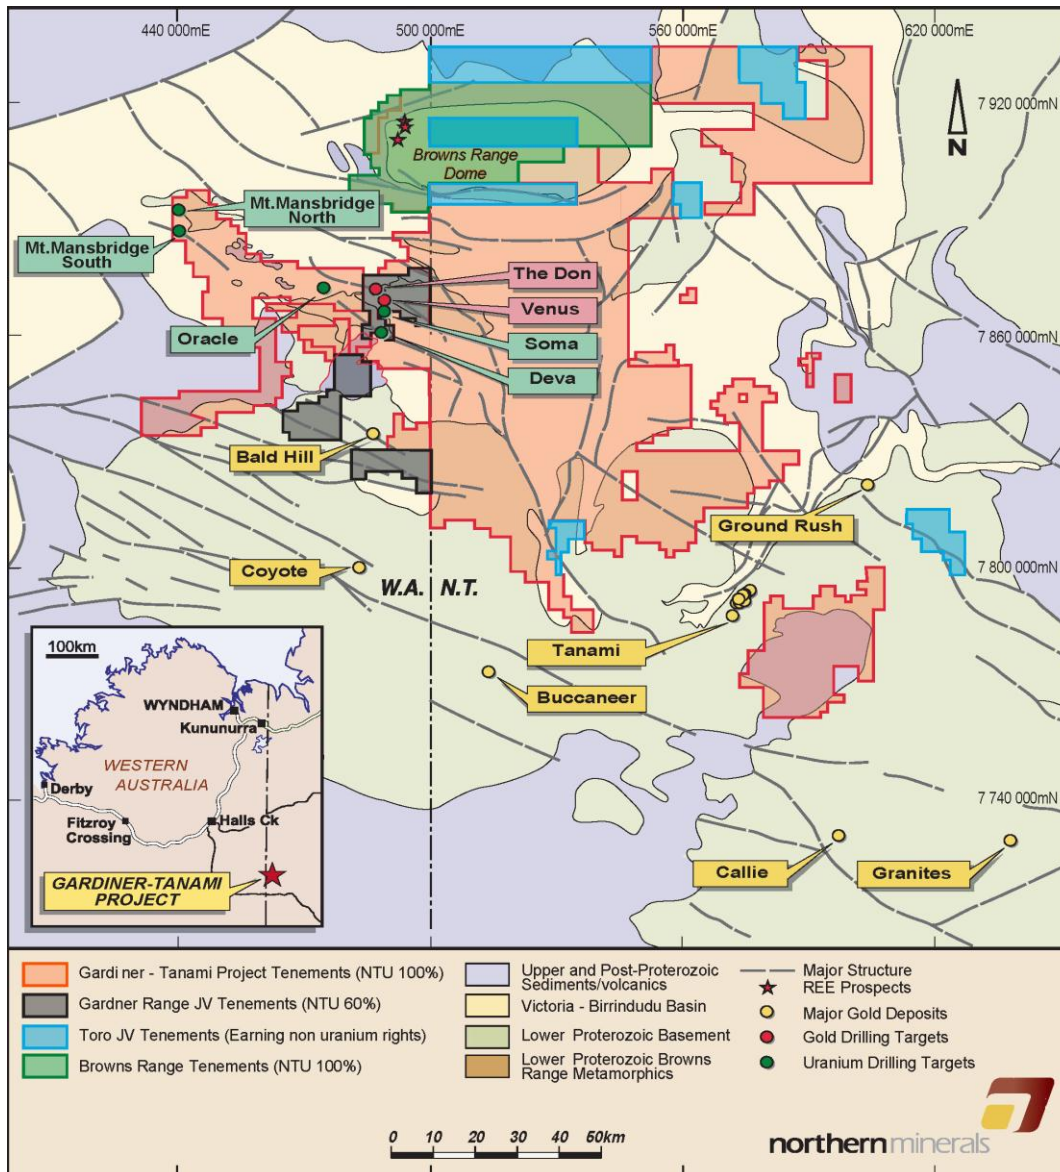 440 000mE
500 000mE
560 000mE
620 000mE
7 920 000mN
N
Browns Range
Dome
Mt.Mansbridge
North
Mt.Mansbridge
South
The Don
Venus
Oracle
Soma
7 860 000mN
Deva
Bald Hill
Ground Rush
Coyote
W.A.
N.T.
7 800 000mN
Tanami
Buccaneer
100km
WYNDHAM
Kununurra
WESTERN
AUSTRALIA
Derby
Fitzroy
Crossing
Halls Ck
GARDINER-TANAMI
PROJECT
7 740 000mN
Callie
Granites
Gardiner - Tanami Project Tenements (NTU 100%)
Gardner Range JV Tenements (NTU 60%)
Toro JV Tenements (Earning non uranium rights)
Browns Range Tenements (NTU 100%)
Upper and Post-Proterozoic
Sediments/volcanics
Victoria - Birrindudu Basin
Lower Proterozoic Basement
Lower Proterozoic Browns
Range Metamorphics
Major Structure
REE Prospects
Major Gold Deposits
Gold Drilling Targets
Uranium Drilling Targets
0 10 20 30 40 50km
northernminerals